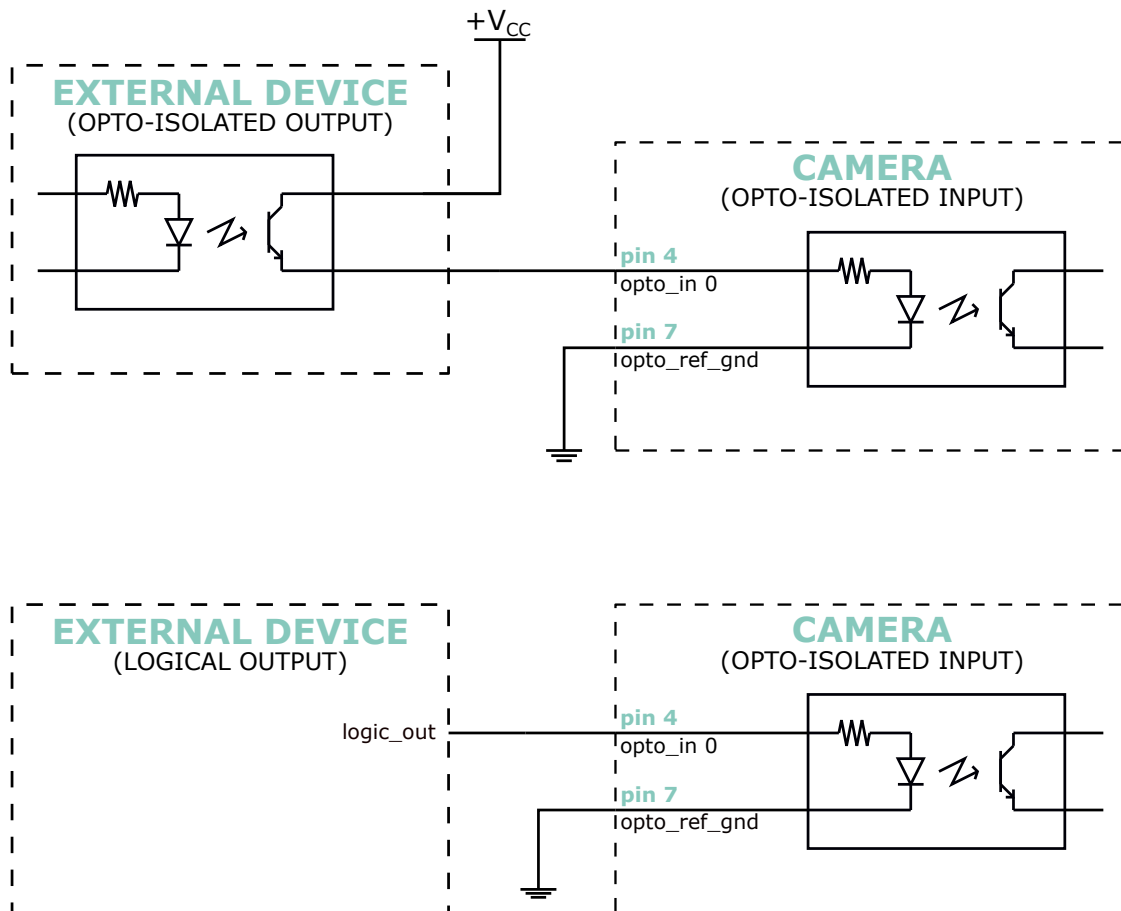 +VCC
EXTERNAL DEVICE
(OPTO-ISOLATED OUTPUT)
CAMERA
(OPTO-ISOLATED INPUT)
pin 4
opto_in 0
pin 7
opto_ref_gnd
EXTERNAL DEVICE
(LOGICAL OUTPUT)
logic_out
CAMERA
(OPTO-ISOLATED INPUT)
pin 4
opto_in 0
pin 7
opto_ref_gnd